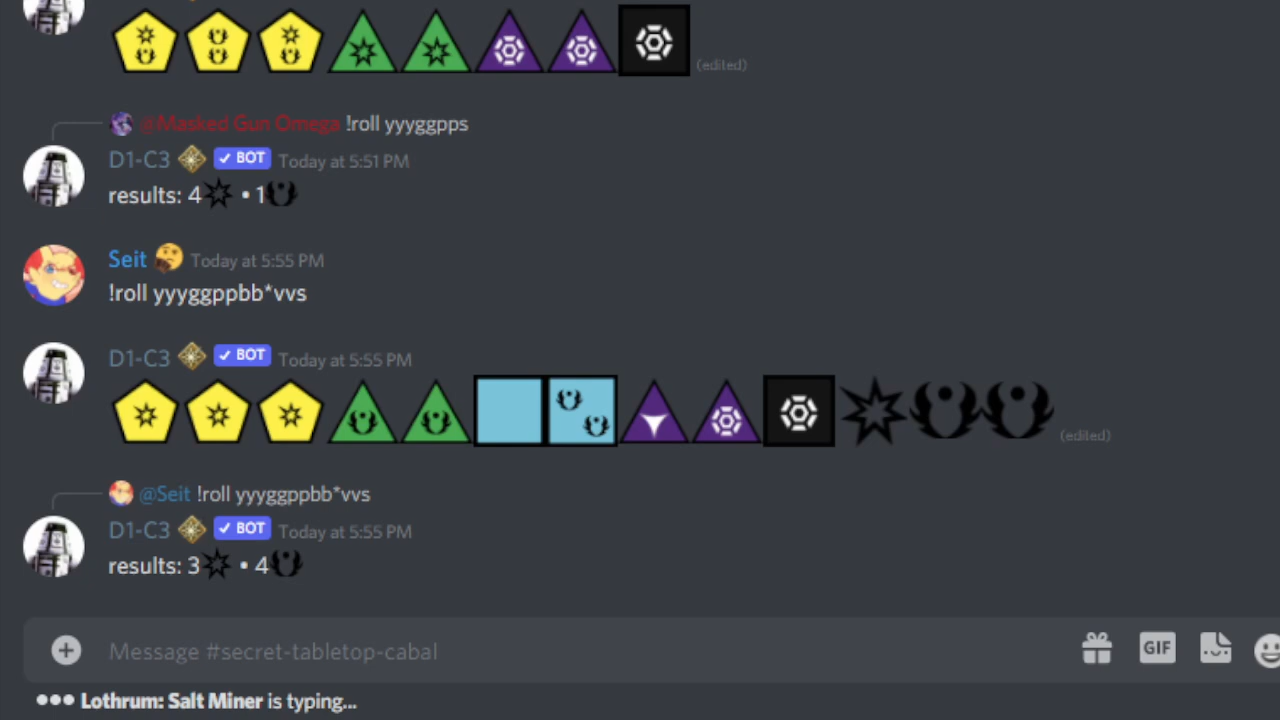 (edited)
@Masked Gun Omega !roll yyyggpps
D1-C3 ✓ BOT Today at 5:51 PM
results: 4 • 1
Seit Today at 5:55 PM
!roll yyyggppbb*vvs
D1-C3 ✓ BOT Today at 5:55 PM
(edited)
@Seit !roll yyyggppbb*vvs
D1-C3 ✓ BOT Today at 5:55 PM
results: 3 • 4
Message #secret-tabletop-cabal
GIF
Lothrum: Salt Miner is typing...